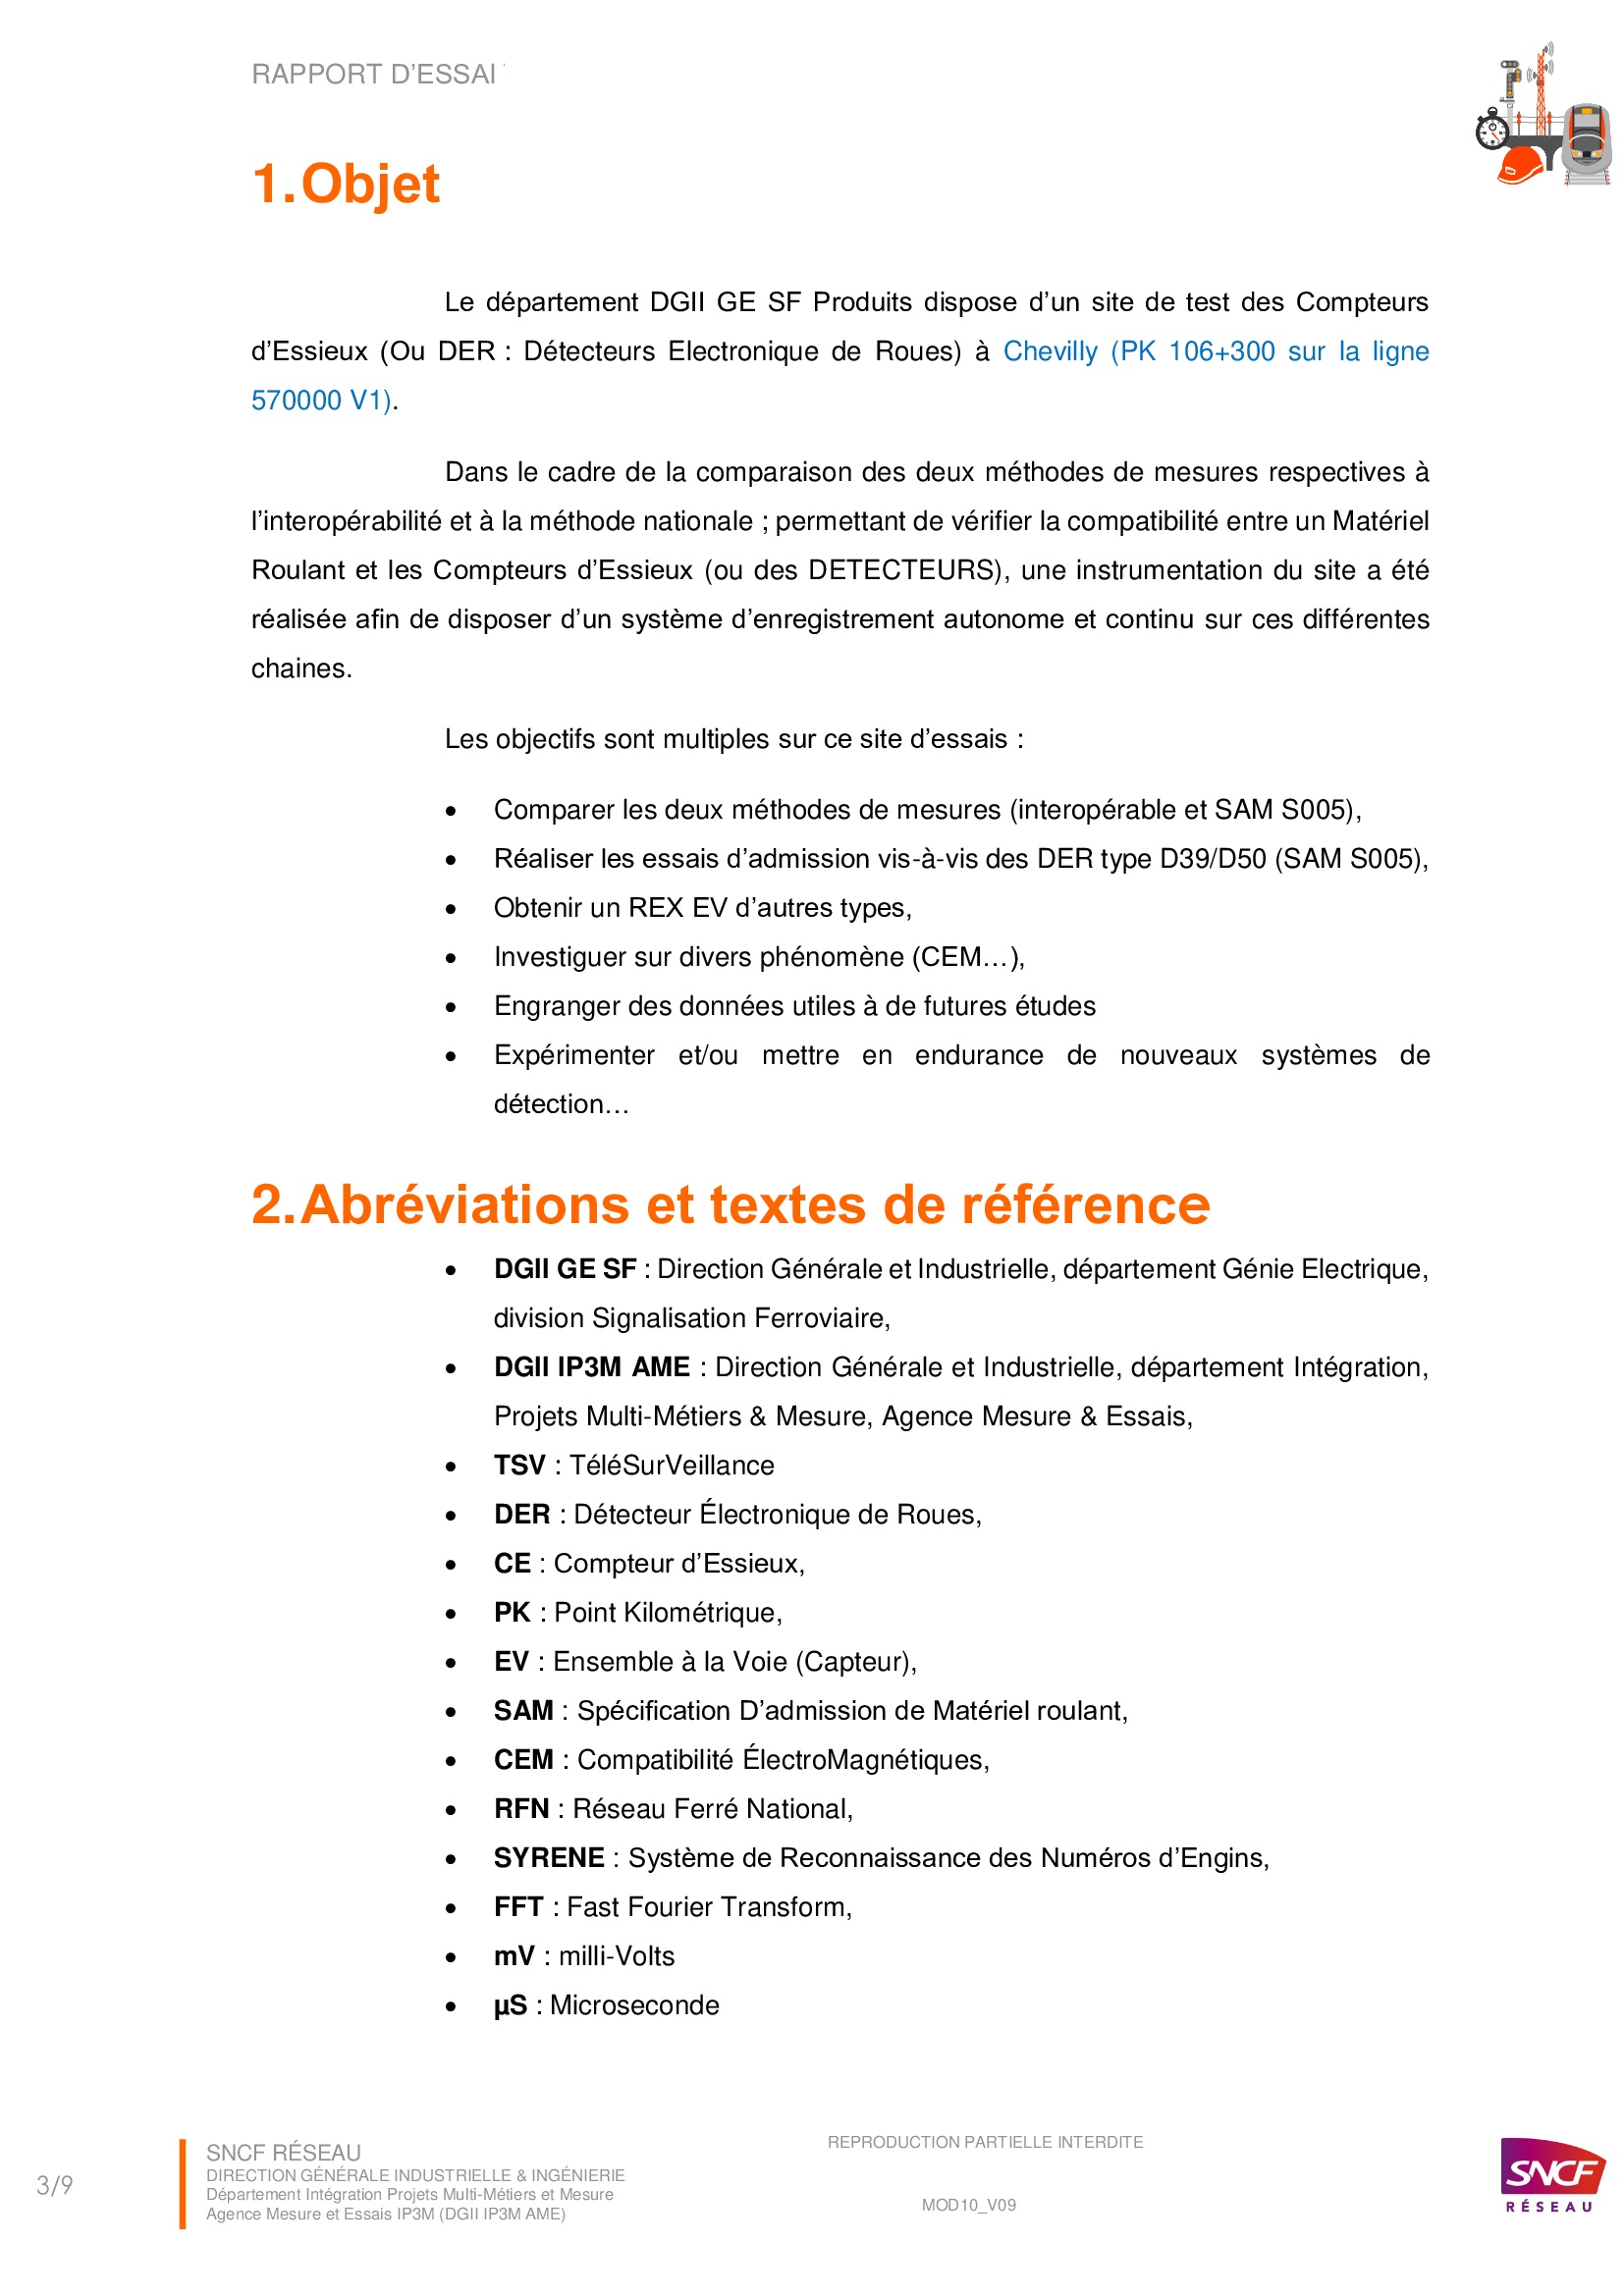 RAPPORT D’ESSAI
1.Objet
Le département DGII GE SF Produits dispose d’un site de test des Compteurs
d’Essieux (Ou DER : Détecteurs Electronique de Roues) à Chevilly (PK 106+300 sur la ligne
570000 V1).
Dans le cadre de la comparaison des deux méthodes de mesures respectives à
l’interopérabilité et à la méthode nationale ; permettant de vérifier la compatibilité entre un Matériel
Roulant et les Compteurs d’Essieux (ou des DETECTEURS), une instrumentation du site a été
réalisée afin de disposer d’un système d’enregistrement autonome et continu sur ces différentes
chaines.
Les objectifs sont multiples sur ce site d’essais :
• Comparer les deux méthodes de mesures (interopérable et SAM S005),
• Réaliser les essais d’admission vis-à-vis des DER type D39/D50 (SAM S005),
• Obtenir un REX EV d’autres types,
• Investiguer sur divers phénomène (CEM…),
• Engranger des données utiles à de futures études
• Expérimenter et/ou mettre en endurance de nouveaux systèmes de
détection…
2.Abréviations et textes de référence
• DGII GE SF : Direction Générale et Industrielle, département Génie Electrique,
division Signalisation Ferroviaire,
• DGII IP3M AME : Direction Générale et Industrielle, département Intégration,
Projets Multi-Métiers & Mesure, Agence Mesure & Essais,
• TSV : TéléSurVeillance
• DER : Détecteur Électronique de Roues,
• CE : Compteur d’Essieux,
• PK : Point Kilométrique,
• EV : Ensemble à la Voie (Capteur),
• SAM : Spécification D’admission de Matériel roulant,
• CEM : Compatibilité ÉlectroMagnétiques,
• RFN : Réseau Ferré National,
• SYRENE : Système de Reconnaissance des Numéros d’Engins,
• FFT : Fast Fourier Transform,
• mV : milli-Volts
• µS : Microseconde
3/9
SNCF RÉSEAU
DIRECTION GÉNÉRALE INDUSTRIELLE & INGÉNIERIE
Département Intégration Projets Multi-Métiers et Mesure
Agence Mesure et Essais IP3M (DGII IP3M AME)
REPRODUCTION PARTIELLE INTERDITE
MOD10_V09
SNCF
RÉSEAU